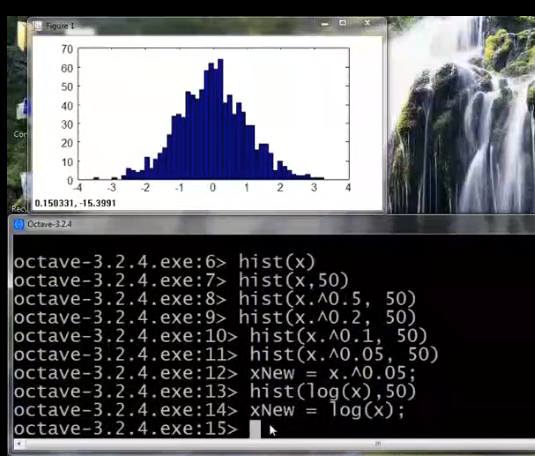 Figure 1
70
60
50
40
30
20
10
0
-4 -3 -2 -1 0 1 2 3 4
0.150331, -15.3991
Octave-3.2.4
octave-3.2.4.exe:6> hist(x)
octave-3.2.4.exe:7> hist(x,50)
octave-3.2.4.exe:8> hist(x.^0.5, 50)
octave-3.2.4.exe:9> hist(x.^0.2, 50)
octave-3.2.4.exe:10> hist(x.^0.1, 50)
octave-3.2.4.exe:11> hist(x.^0.05, 50)
octave-3.2.4.exe:12> xNew = x.^0.05;
octave-3.2.4.exe:13> hist(log(x),50)
octave-3.2.4.exe:14> xNew = log(x);
octave-3.2.4.exe:15>